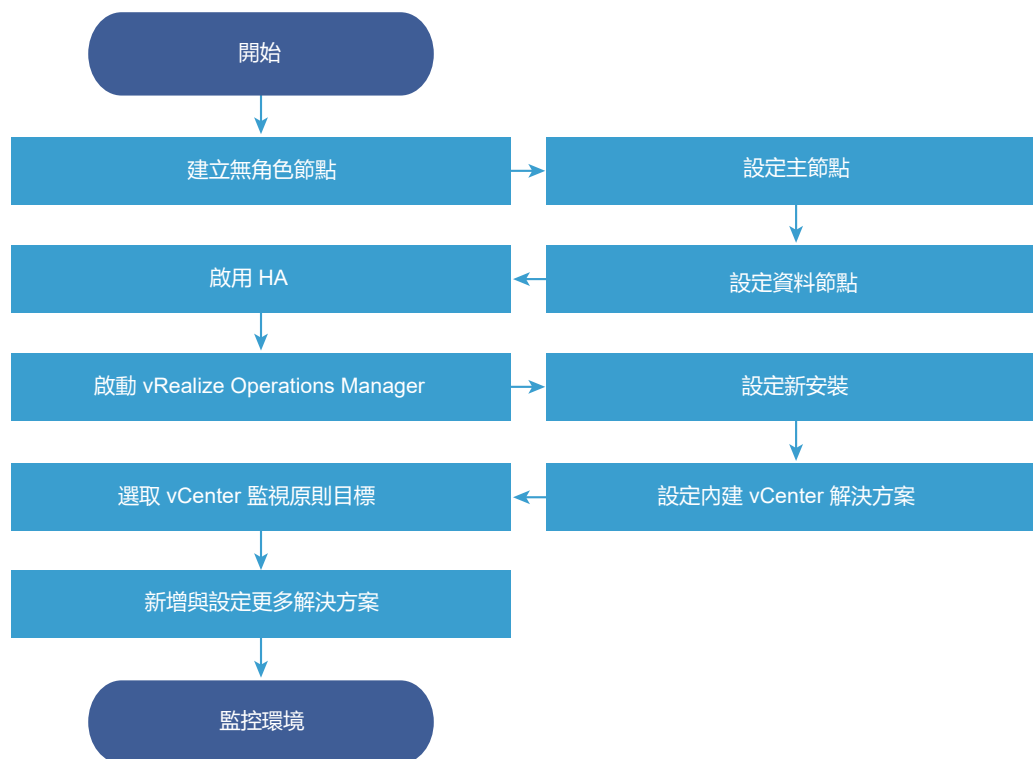 開始
建立無角色節點
設定主節點
設定資料節點
啟用 HA
啟動 vRealize Operations Manager
設定新安裝
設定內建 vCenter 解決方案
選取 vCenter 監視原則目標
新增與設定更多解決方案
監控環境